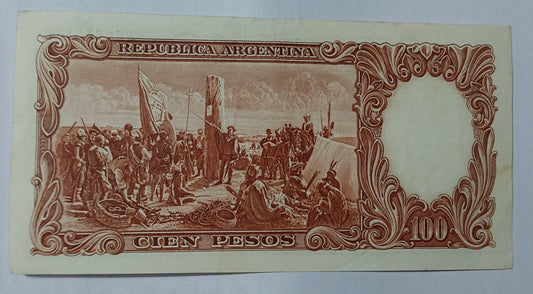 REPUBLICA ARGENTINA
CIEN PESOS
100